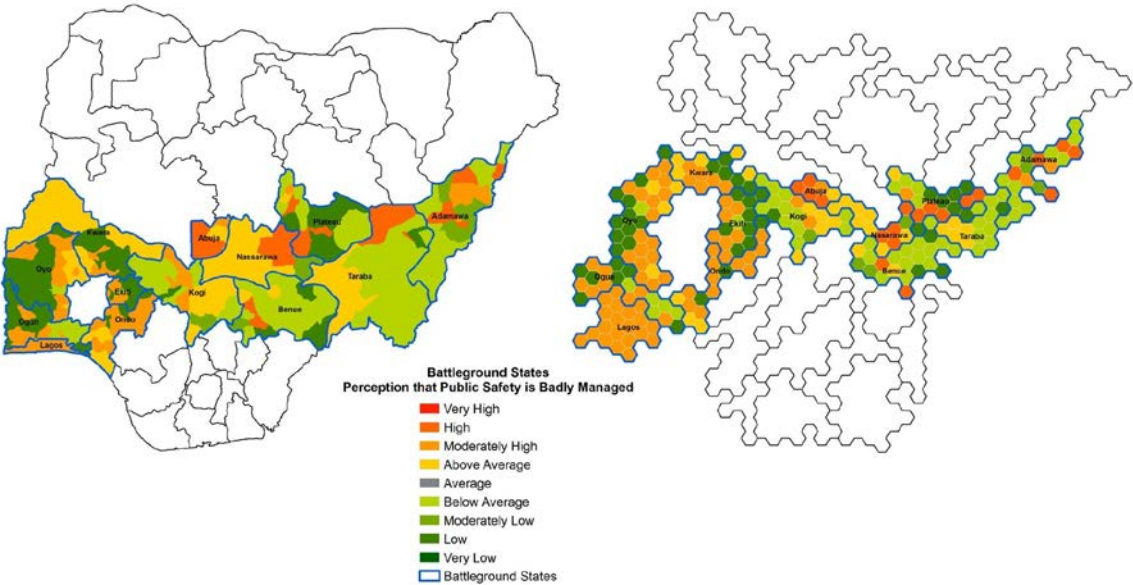 Kwara
Oyo
Ekiti
Ogun
Ondo
Lagos
Abuja
Nassarawa
Kogi
Plateau
Benue
Taraba
Adamawa
Kwara
Oyo
Ekiti
Ogun
Ondo
Lagos
Abuja
Kogi
Plateau
Nasarawa
Benue
Taraba
Adamawa
Battleground States
Perception that Public Safety is Badly Managed
Very High
High
Moderately High
Above Average
Average
Below Average
Moderately Low
Low
Very Low
Battleground States